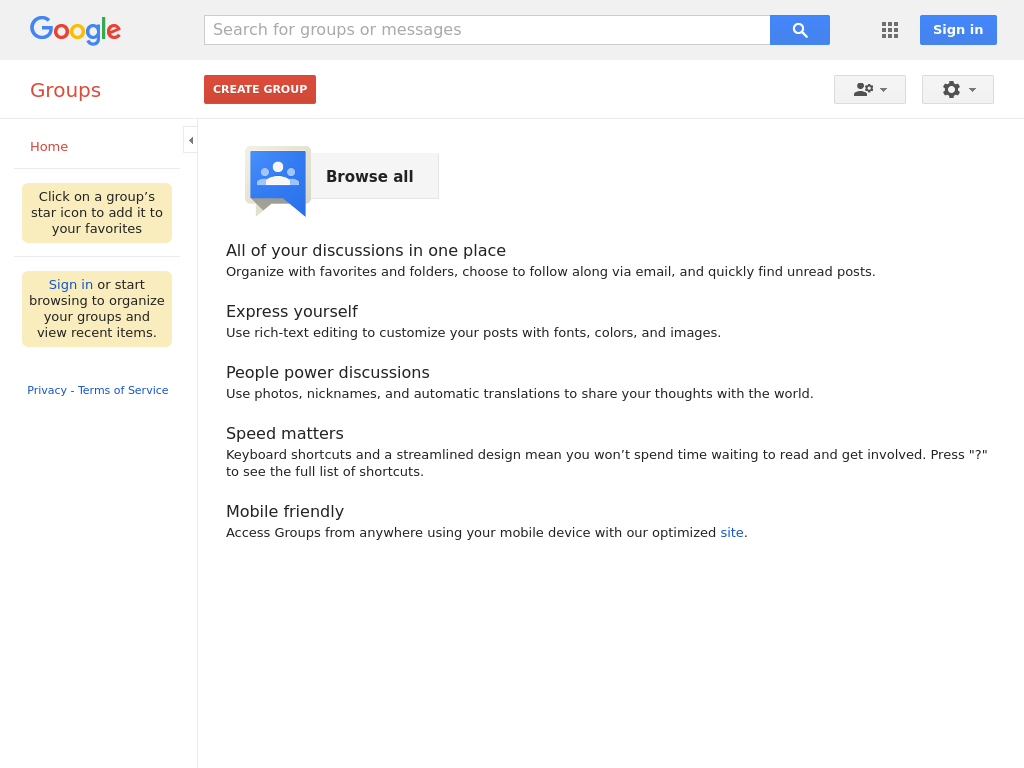 Google
Search for groups or messages
Sign in
Groups
CREATE GROUP
Home
Click on a group’s
star icon to add it to
your favorites
Sign in or start
browsing to organize
your groups and
view recent items.
Privacy - Terms of Service
Browse all
All of your discussions in one place
Organize with favorites and folders, choose to follow along via email, and quickly find unread posts.
Express yourself
Use rich-text editing to customize your posts with fonts, colors, and images.
People power discussions
Use photos, nicknames, and automatic translations to share your thoughts with the world.
Speed matters
Keyboard shortcuts and a streamlined design mean you won’t spend time waiting to read and get involved. Press "?"
to see the full list of shortcuts.
Mobile friendly
Access Groups from anywhere using your mobile device with our optimized site.